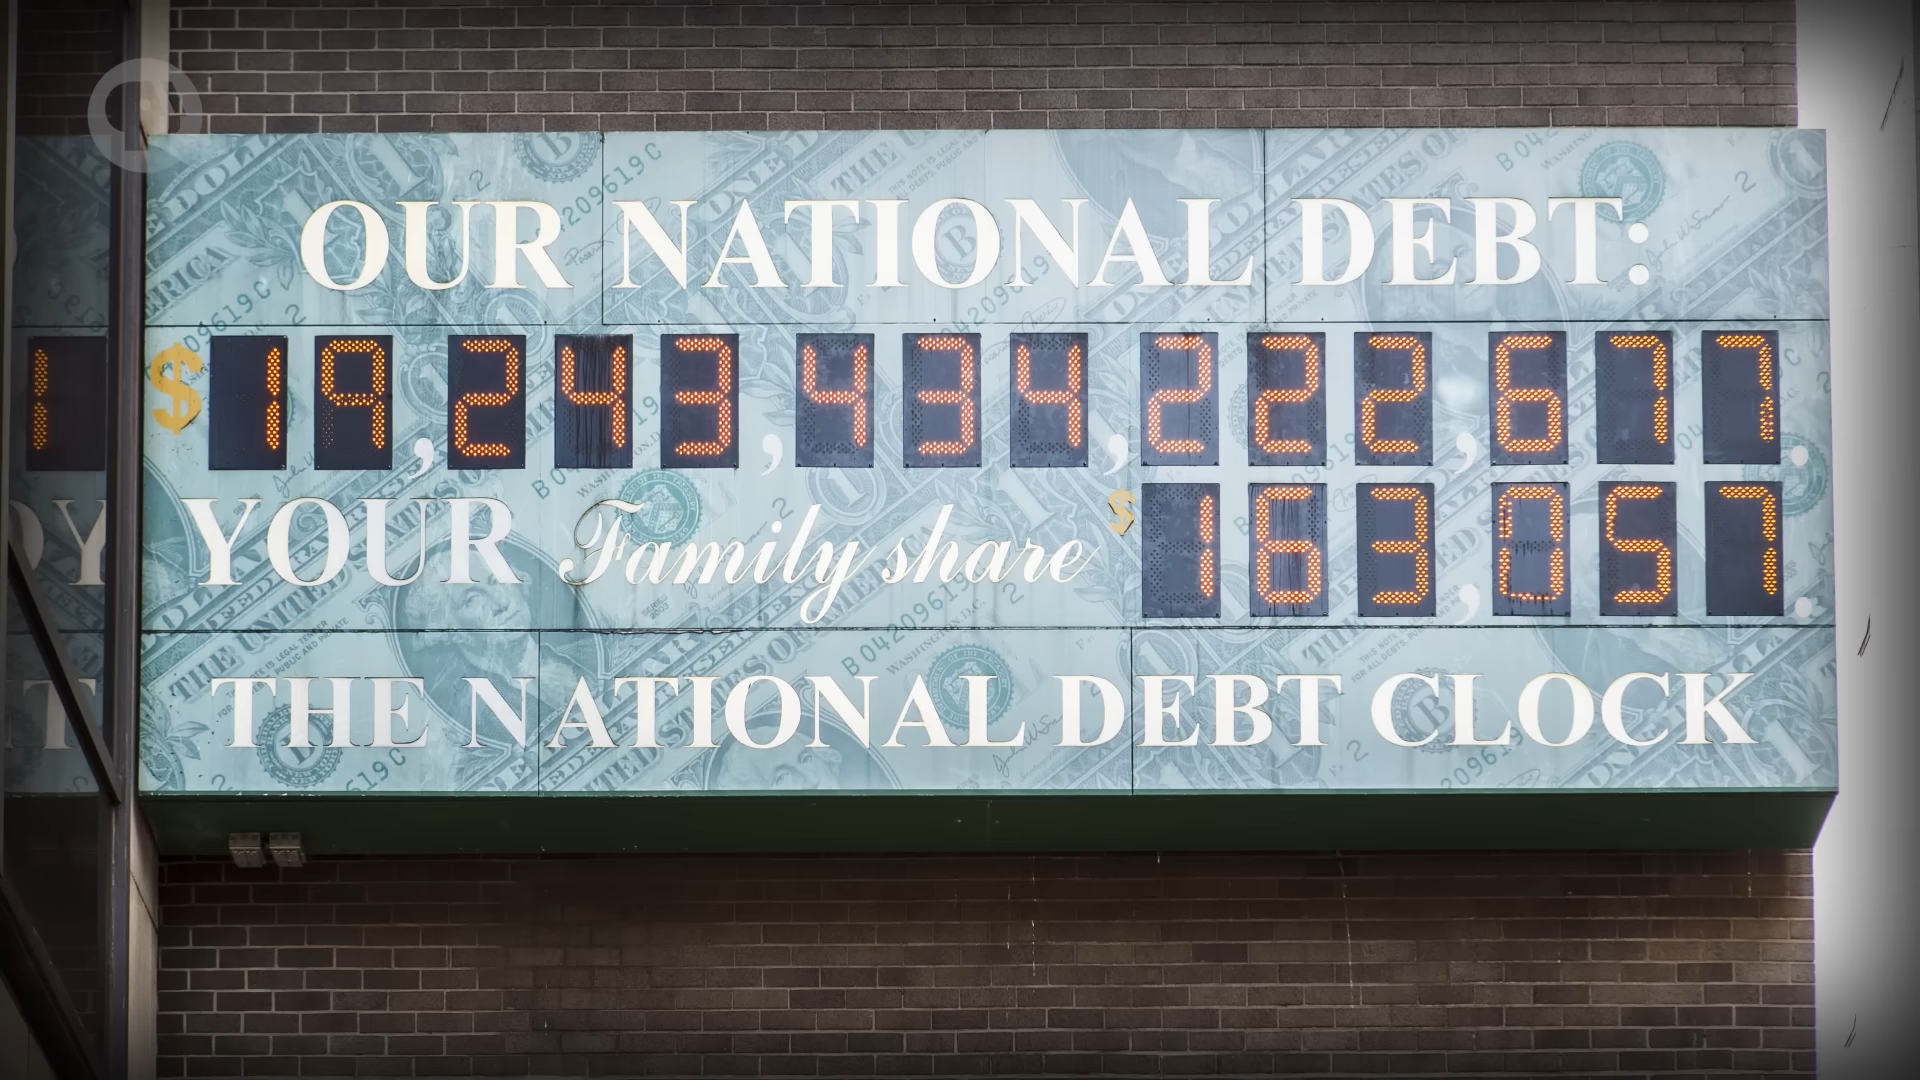 OUR NATIONAL DEBT:
$19,243,434,222,677.
YOUR Family share $163,057.
THE NATIONAL DEBT CLOCK